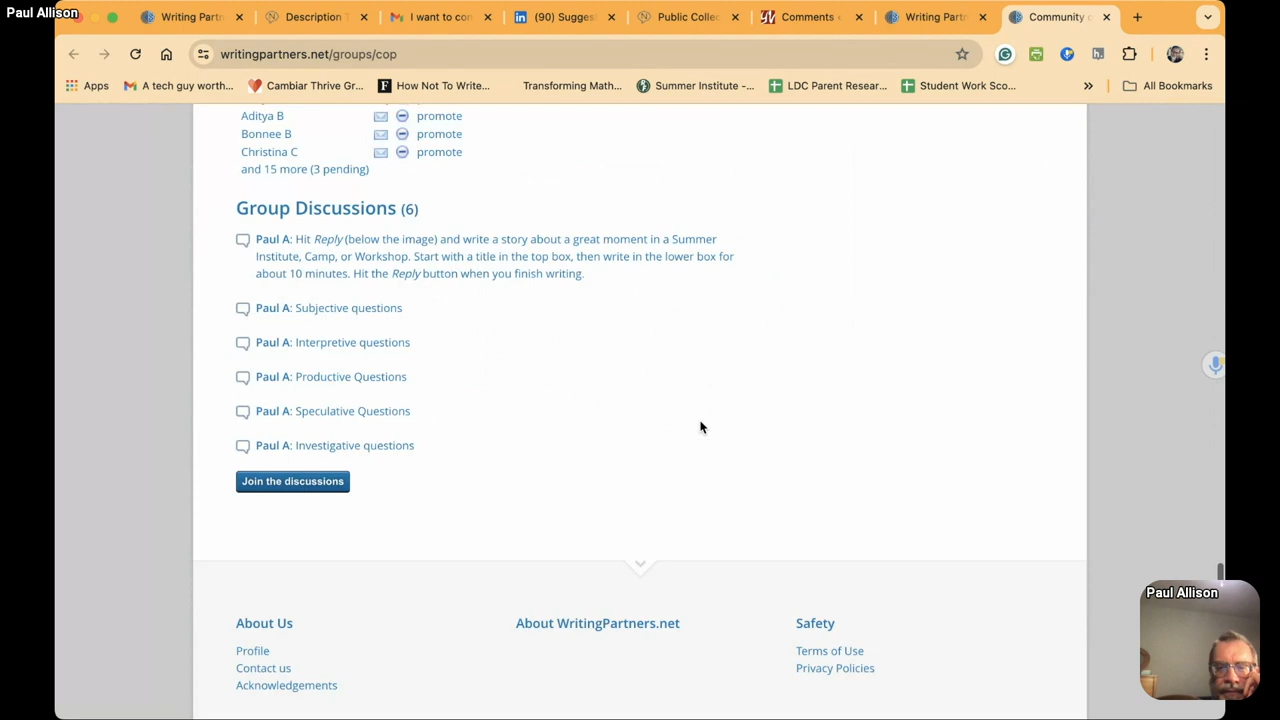 Paul Allison
Writing Partn
Description T
I want to con
(90) Sugges
Public Collec
Comments
Writing Partn
Community o
writingpartners.net/groups/cop
Apps
A tech guy worth...
Cambiar Thrive Gr...
How Not To Write...
Transforming Math...
Summer Institute -...
LDC Parent Resear...
Student Work Sco...
»
All Bookmarks
Aditya B promote
Bonnee B promote
Christina C promote
and 15 more (3 pending)
Group Discussions (6)
Paul A: Hit Reply (below the image) and write a story about a great moment in a Summer
Institute, Camp, or Workshop. Start with a title in the top box, then write in the lower box for
about 10 minutes. Hit the Reply button when you finish writing.
Paul A: Subjective questions
Paul A: Interpretive questions
Paul A: Productive Questions
Paul A: Speculative Questions
Paul A: Investigative questions
Join the discussions
About Us
Profile
Contact us
Acknowledgements
About WritingPartners.net
Safety
Terms of Use
Privacy Policies
Paul Allison